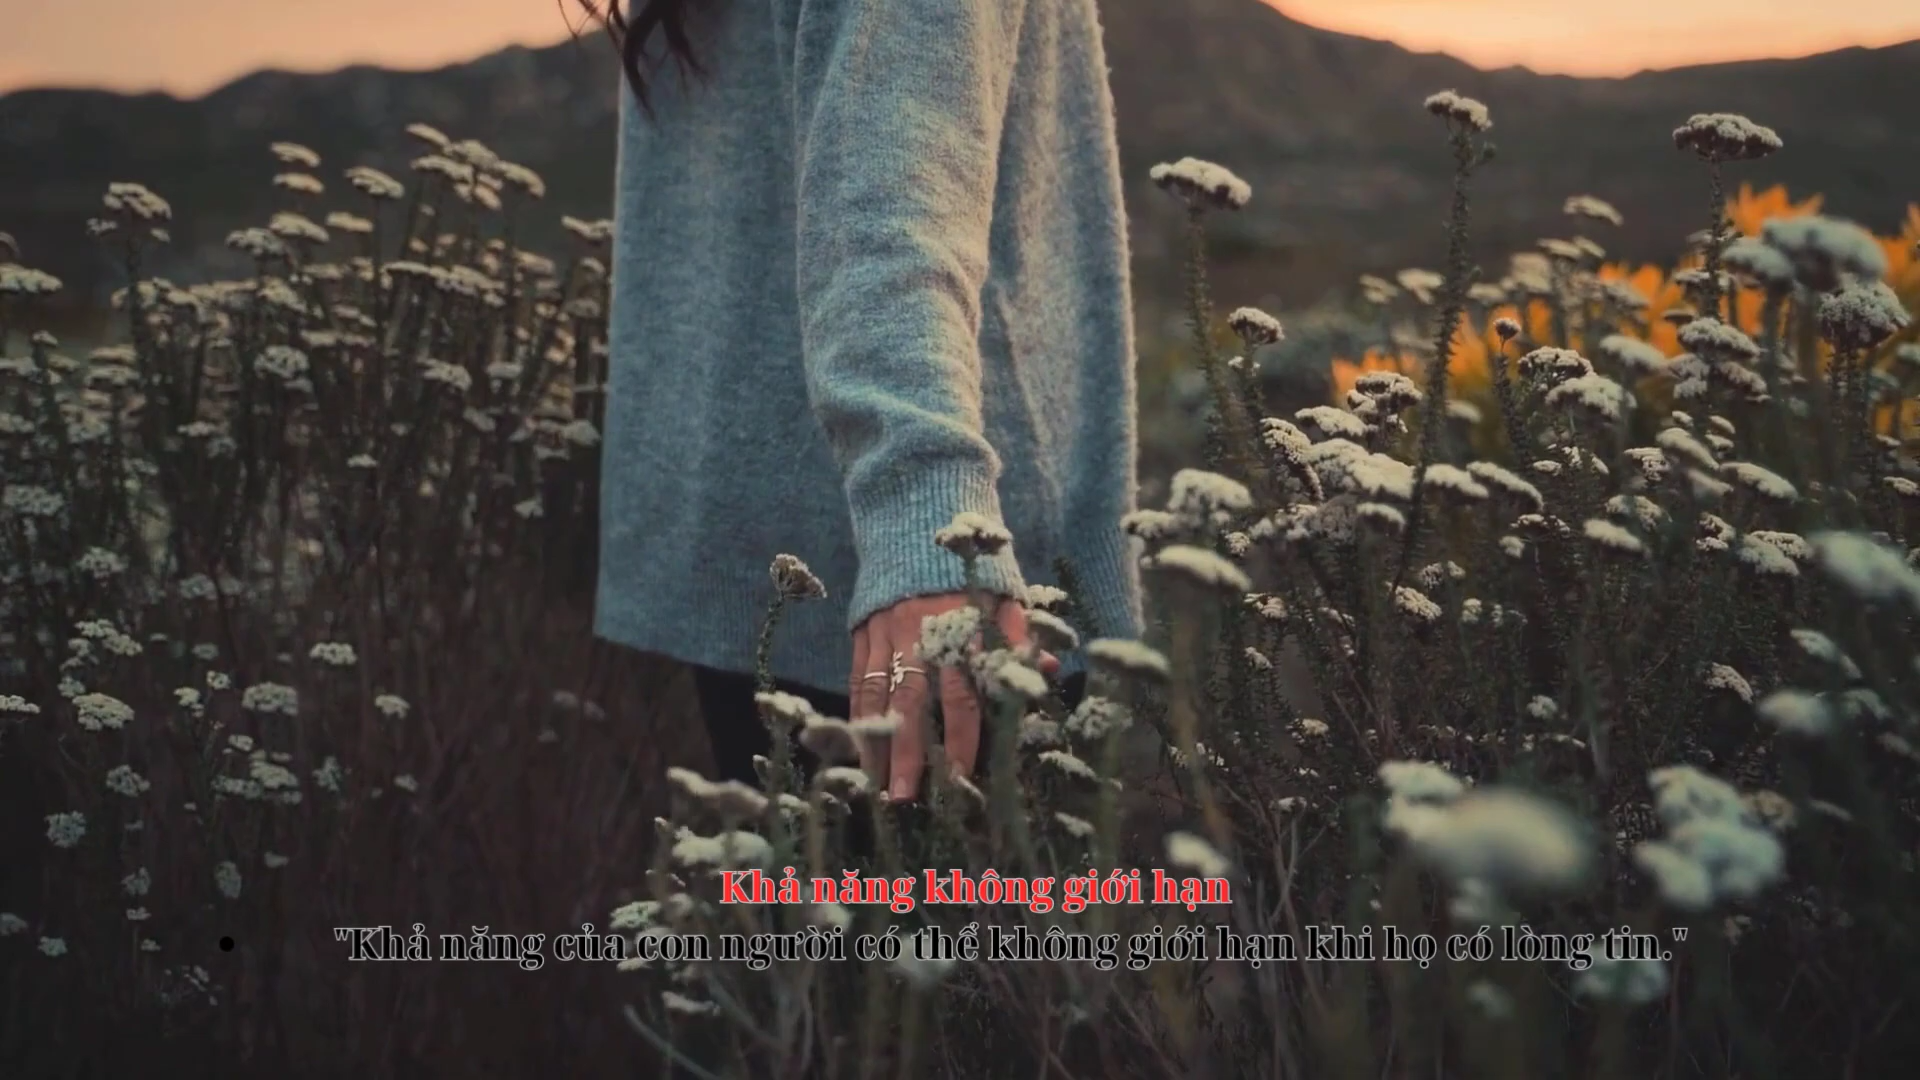 Khả năng không giới hạn
• "Khả năng của con người có thể không giới hạn khi họ có lòng tin."